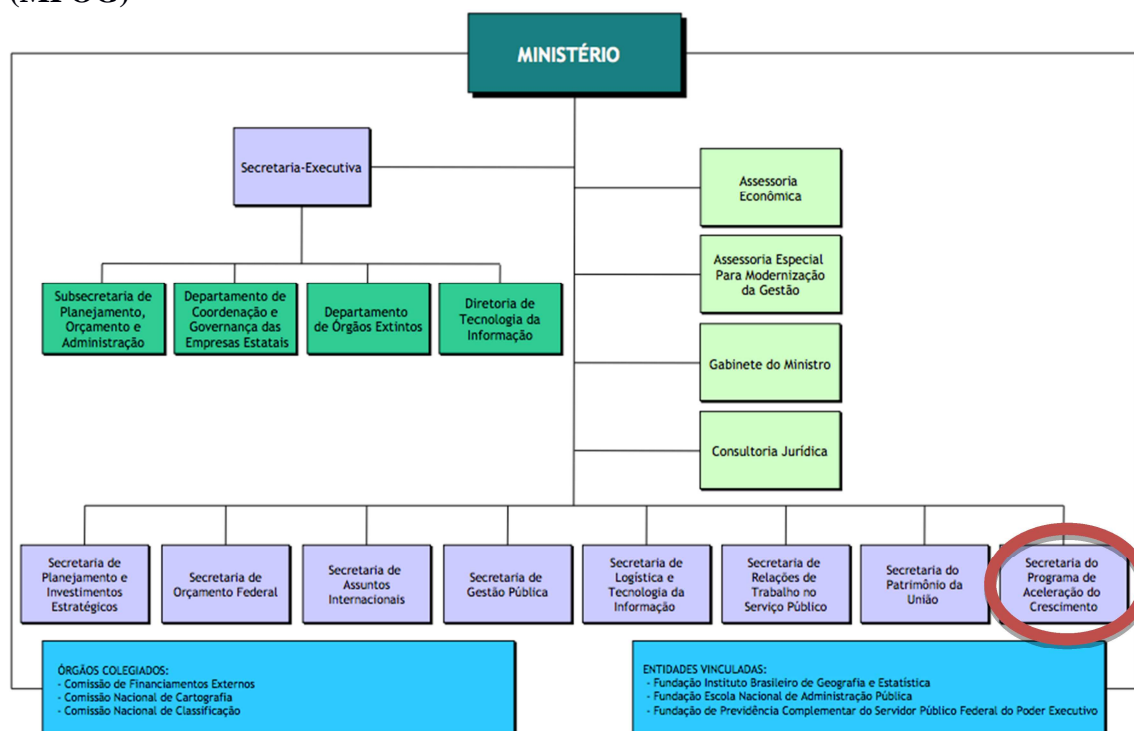 (MPOG)
MINISTÉRIO
Secretaria-Executiva
Assessoria
Econômica
Assessoria Especial
Para Modernização
da Gestão
Subsecretaria de
Planejamento,
Orçamento e
Administração
Departamento de
Coordenação e
Governança das
Empresas Estatais
Departamento
de Órgãos Extintos
Diretoria de
Tecnologia da
Informação
Gabinete do Ministro
Consultoria Jurídica
Secretaria de
Planejamento e
Investimentos
Estratégicos
Secretaria de
Orçamento Federal
Secretaria de
Assuntos
Internacionais
Secretaria de
Gestão Pública
Secretaria de
Logística e
Tecnologia da
Informação
Secretaria de
Relações de
Trabalho no
Serviço Público
Secretaria do
Patrimônio da
União
Secretaria do
Programa de
Aceleração do
Crescimento
ÓRGÃOS COLEGIADOS:
- Comissão de Financiamentos Externos
- Comissão Nacional de Cartografia
- Comissão Nacional de Classificação
ENTIDADES VINCULADAS:
- Fundação Instituto Brasileiro de Geografia e Estatística
- Fundação Escola Nacional de Administração Pública
- Fundação de Previdência Complementar do Servidor Público Federal do Poder Executivo